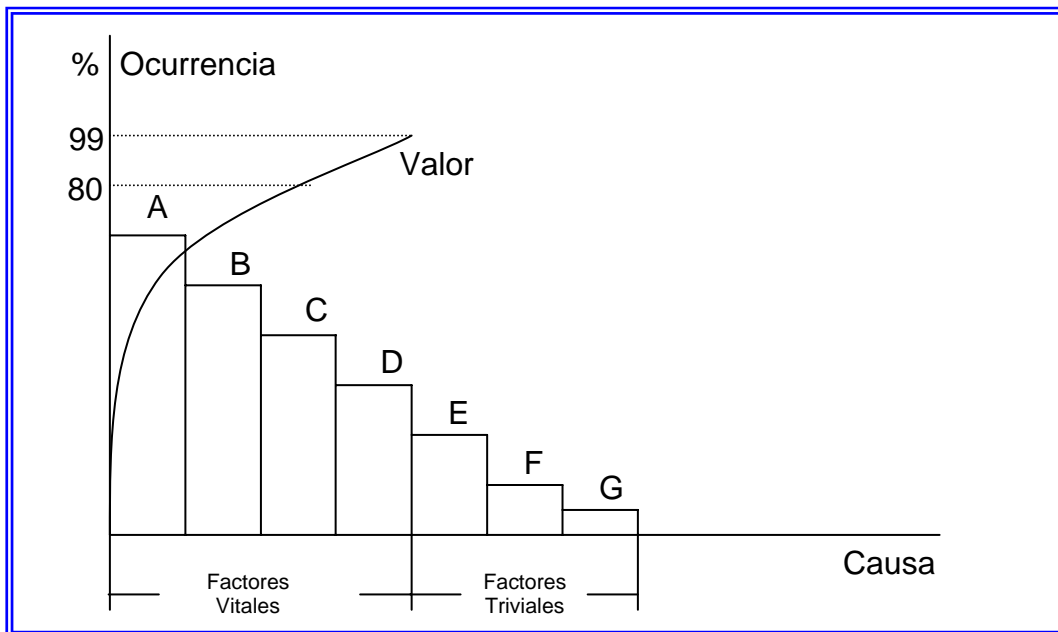 % Ocurrencia
99
Valor
80
A
B
C
D
E
F
G
Causa
Factores
Vitales
Factores
Triviales